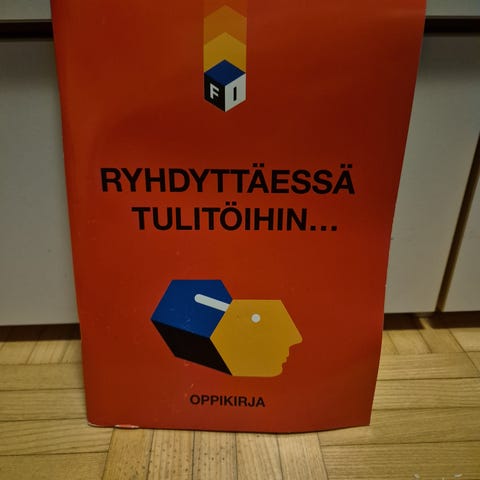 FI
RYHDYTTÄESSÄ
TULITÖIHIN...
OPPIKIRJA